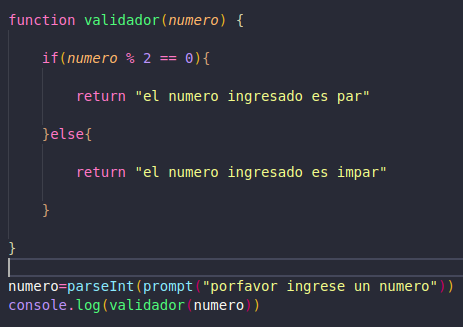 function validador(numero) {
if(numero % 2 == 0){
return "el numero ingresado es par"
}else{
return "el numero ingresado es impar"
}
}
numero=parseInt(prompt("porfavor ingrese un numero"))
console.log(validador(numero))